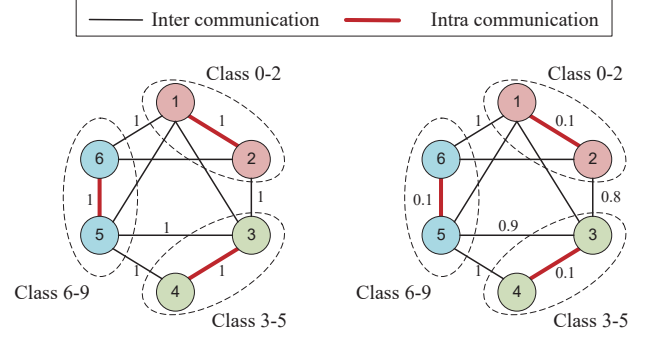 Inter communication Intra communication
Class 0-2 Class 0-2
1 1
1 1 1 0.1
6 2 6 2
1 1 0.1 0.8
1 0.9
5 3 5 3
1 1 1 0.1
Class 6-9 4 Class 6-9 4
Class 3-5 Class 3-5